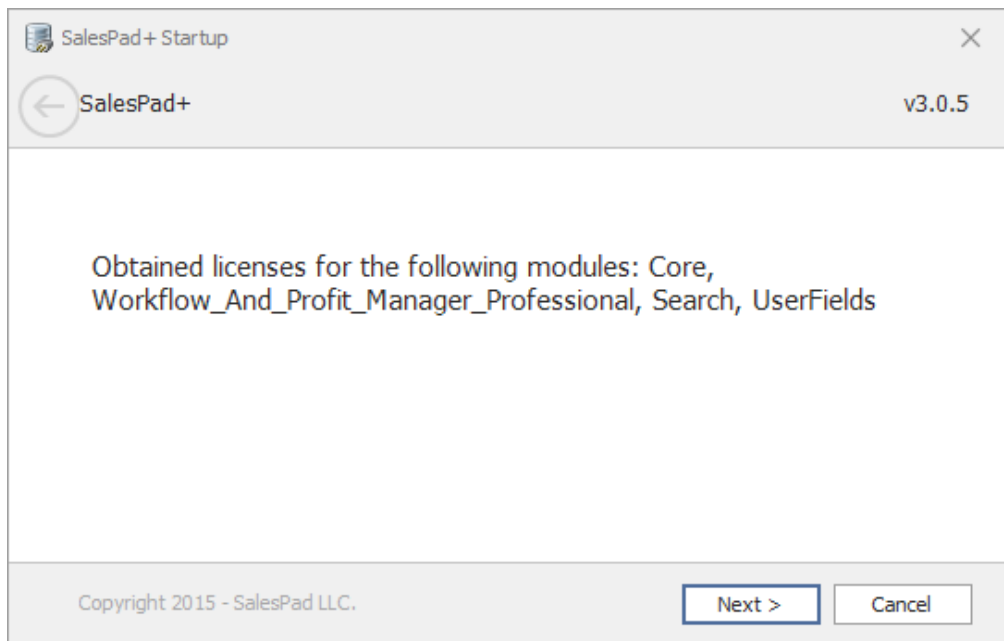 SalesPad+ Startup
SalesPad+
v3.0.5
Obtained licenses for the following modules: Core,
Workflow_And_Profit_Manager_Professional, Search, UserFields
Copyright 2015 - SalesPad LLC.
Next >
Cancel